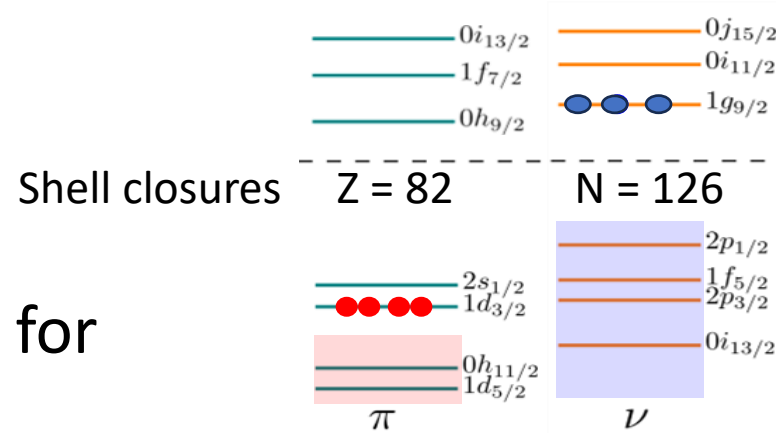 0i13/2
1f7/2
0h9/2
0j15/2
0i11/2
1g9/2
Shell closures Z = 82 N = 126
for
2s1/2
1d3/2
0h11/2
1d5/2
π
2p1/2
1f5/2
2p3/2
0i13/2
ν